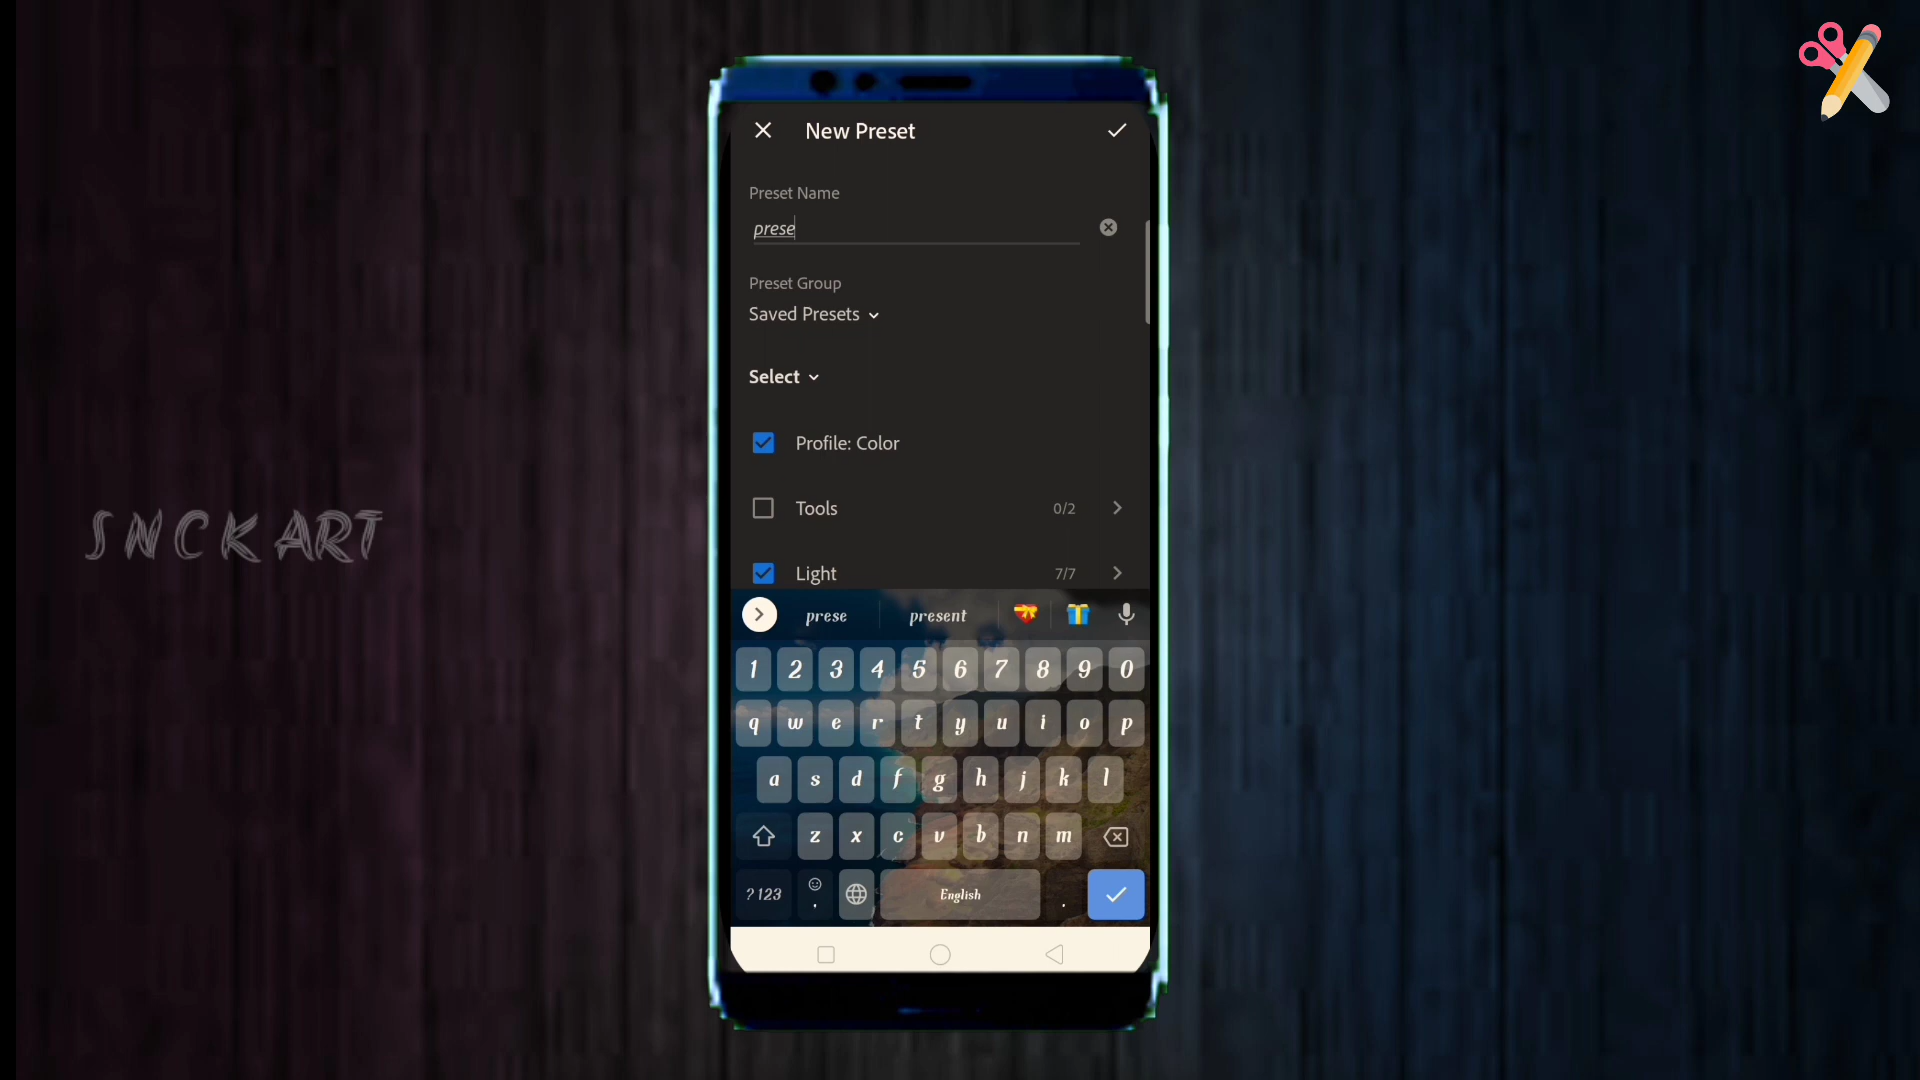 New Preset
Preset Name
prese
Preset Group
Saved Presets
Select
Profile: Color
Tools 0/2
SNCK ART
Light 7/7
prese present
1 2 3 4 5 6 7 8 9 0
q w e r t y u i o p
a s d f g h j k l
z x c v b n m
?123 , English .